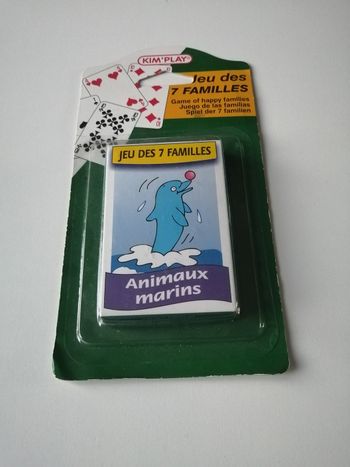 KIM'PLAY
Jeu des
7 FAMILLES
Game of happy families
Juego de las familias
Spiel der 7 familien
JEU DES 7 FAMILLES
Animaux
marins